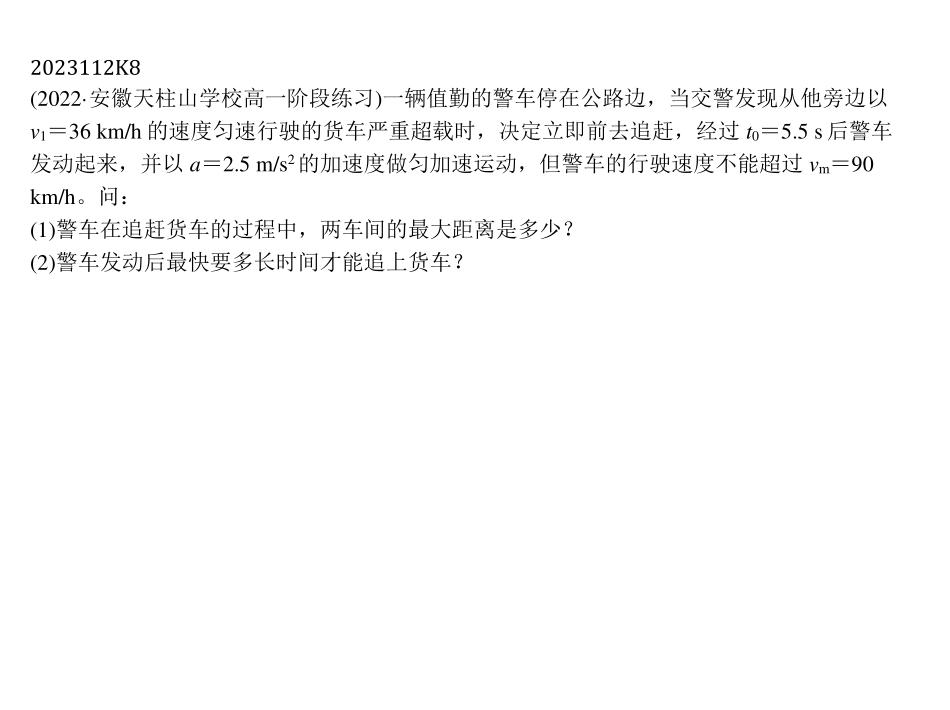 2023112K8
(2022·安徽天柱山学校高一阶段练习)一辆值勤的警车停在公路边，当交警发现从他旁边以
v₁＝36 km/h 的速度匀速行驶的货车严重超载时，决定立即前去追赶，经过 t₀＝5.5 s 后警车
发动起来，并以 a＝2.5 m/s² 的加速度做匀加速运动，但警车的行驶速度不能超过 vₘ＝90
km/h。问：
(1)警车在追赶货车的过程中，两车间的最大距离是多少？
(2)警车发动后最快要多长时间才能追上货车？